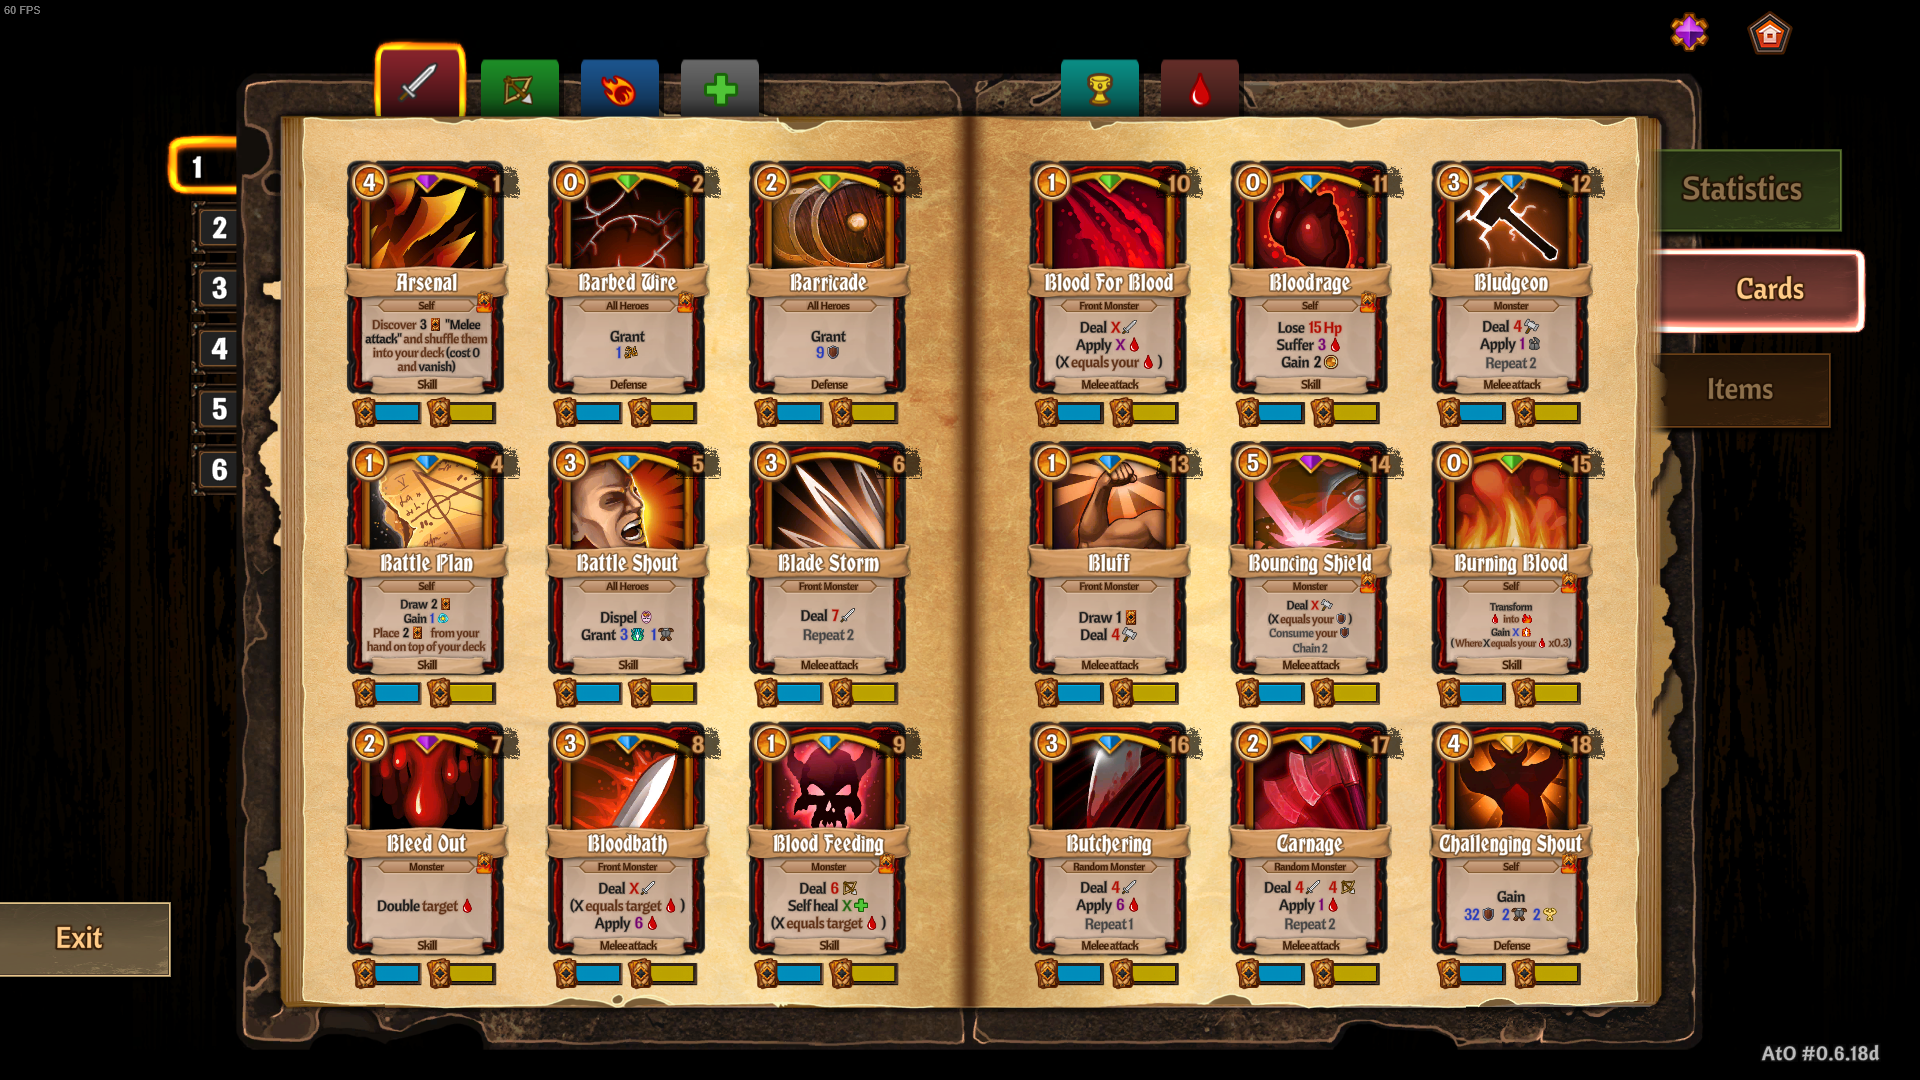 60 FPS
1
2
3
4
5
6
Statistics
Cards
Items
Exit
4
1
Arsenal
Self
Discover 3 "Melee
attack" and shuffle them
into your deck (cost 0
and vanish)
Skill
0
2
Barbed Wire
All Heroes
Grant
1
Defense
2
3
Barricade
All Heroes
Grant
9
Defense
1
4
Battle Plan
Self
Draw 2
Gain 1
Place 2 from your
hand on top of your deck
Skill
3
5
Battle Shout
All Heroes
Dispel
Grant 3 1
Skill
3
6
Blade Storm
Front Monster
Deal 7
Repeat 2
Melee attack
2
7
Bleed Out
Monster
Double target
Skill
3
8
Bloodbath
Front Monster
Deal X
(X equals target )
Apply 6
Melee attack
1
9
Blood Feeding
Monster
Deal 6
Self heal X
(X equals target )
Skill
1
10
Blood For Blood
Front Monster
Deal X
Apply X
(X equals your )
Melee attack
0
11
Bloodrage
Self
Lose 15 Hp
Suffer 3
Gain 2
Skill
3
12
Bludgeon
Monster
Deal 4
Apply 1
Repeat 2
Melee attack
1
13
Bluff
Front Monster
Draw 1
Deal 4
Melee attack
5
14
Bouncing Shield
Monster
Deal X
(X equals your )
Consume your
Chain 2
Melee attack
0
15
Burning Blood
Self
Transform
into
Gain X
(Where X equals your x0.3)
Skill
3
16
Butchering
Random Monster
Deal 4
Apply 6
Repeat 1
Melee attack
2
17
Carnage
Random Monster
Deal 4 4
Apply 1
Repeat 2
Melee attack
4
18
Challenging Shout
Self
Gain
32 2 2
Defense
AtO #0.6.18d